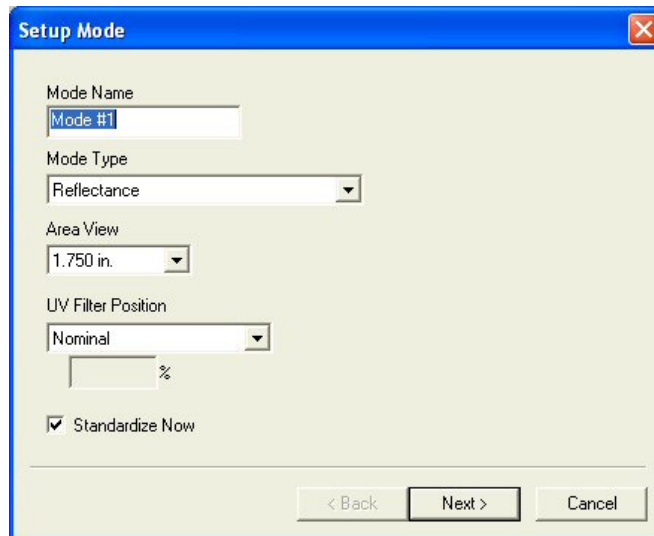 Setup Mode
Mode Name
Mode #1
Mode Type
Reflectance
Area View
1.750 in.
UV Filter Position
Nominal
%
Standardize Now
< Back Next > Cancel